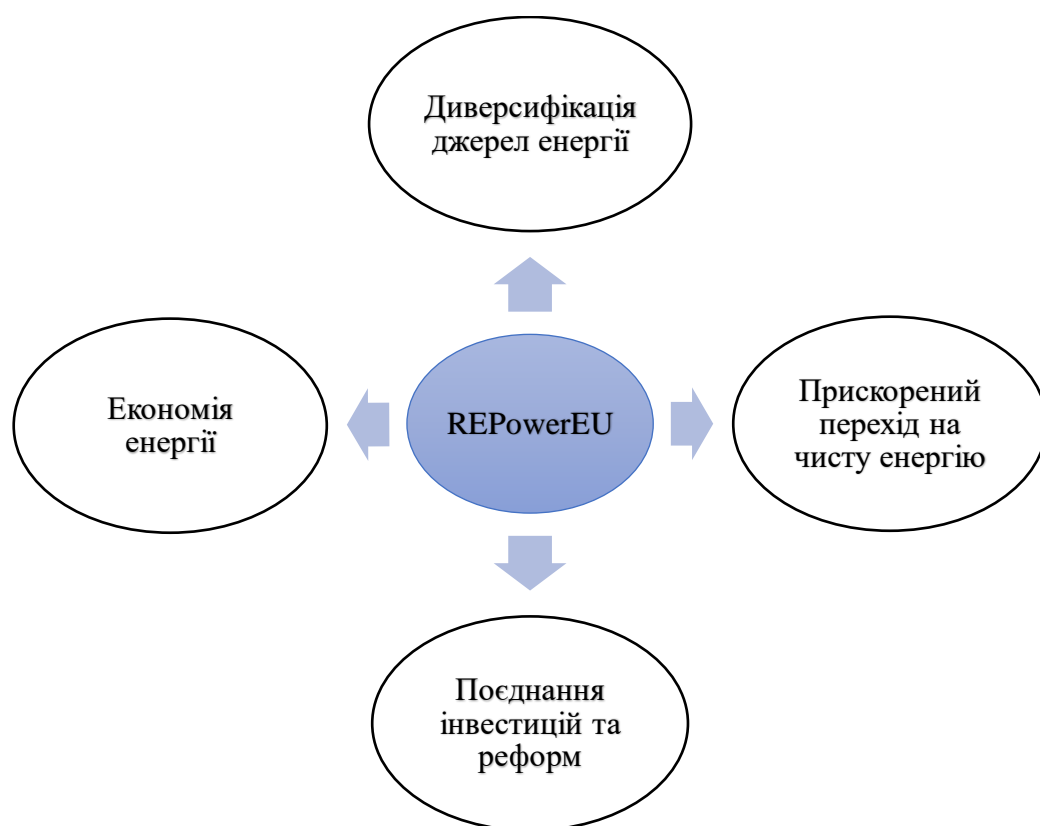 Диверсифікація
джерел енергії
Економія
енергії
REPowerEU
Прискорений
перехід на
чисту енергію
Поєднання
інвестицій та
реформ